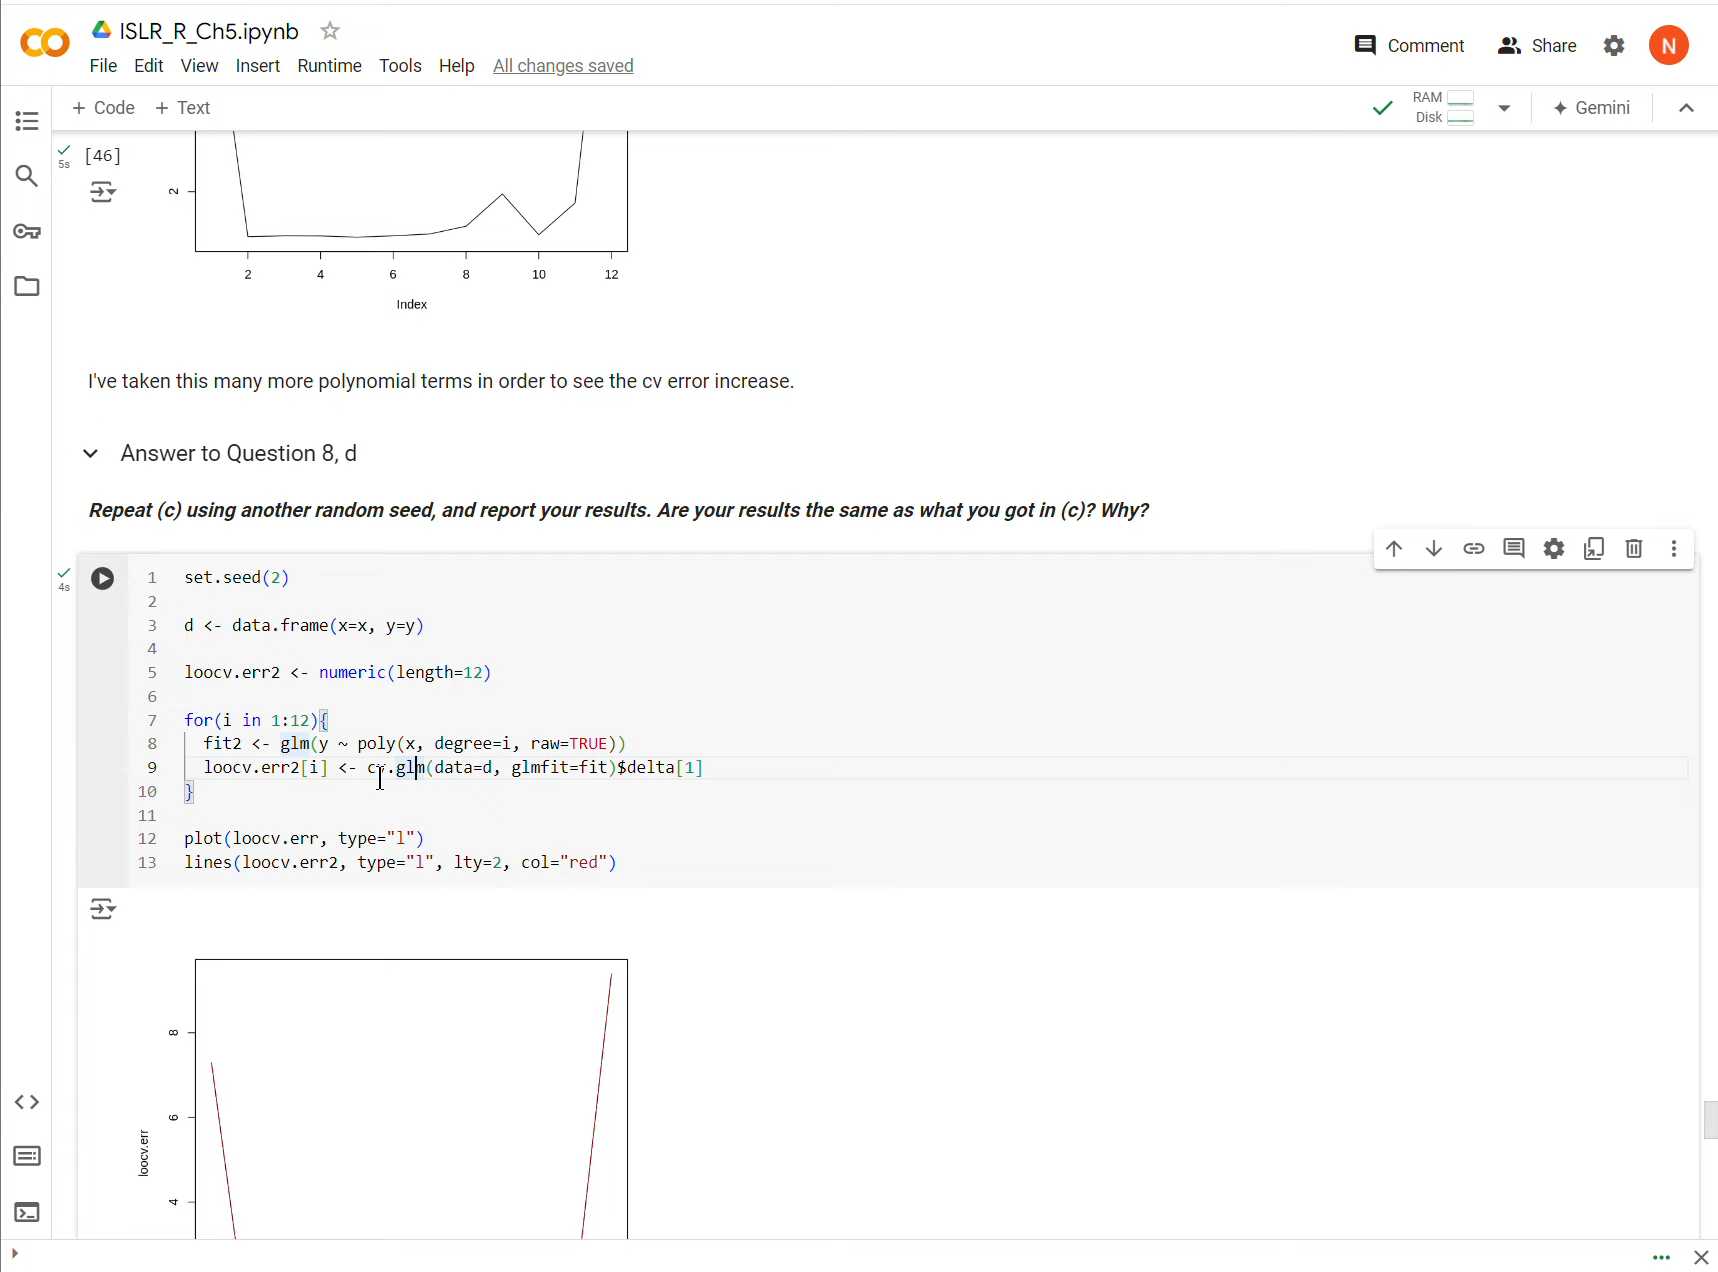 ISLR_R_Ch5.ipynb
File Edit View Insert Runtime Tools Help All changes saved
Comment Share N
+ Code + Text
RAM
Disk
Gemini
5s
[46]
2
2 4 6 8 10 12
Index
I've taken this many more polynomial terms in order to see the cv error increase.
Answer to Question 8, d
Repeat (c) using another random seed, and report your results. Are your results the same as what you got in (c)? Why?
4s
1 set.seed(2)
2
3 d <- data.frame(x=x, y=y)
4
5 loocv.err2 <- numeric(length=12)
6
7 for(i in 1:12){
8 fit2 <- glm(y ~ poly(x, degree=i, raw=TRUE))
9 loocv.err2[i] <- cv.glm(data=d, glmfit=fit)$delta[1]
10 }
11
12 plot(loocv.err, type="l")
13 lines(loocv.err2, type="l", lty=2, col="red")
8
6
loocv.err
4